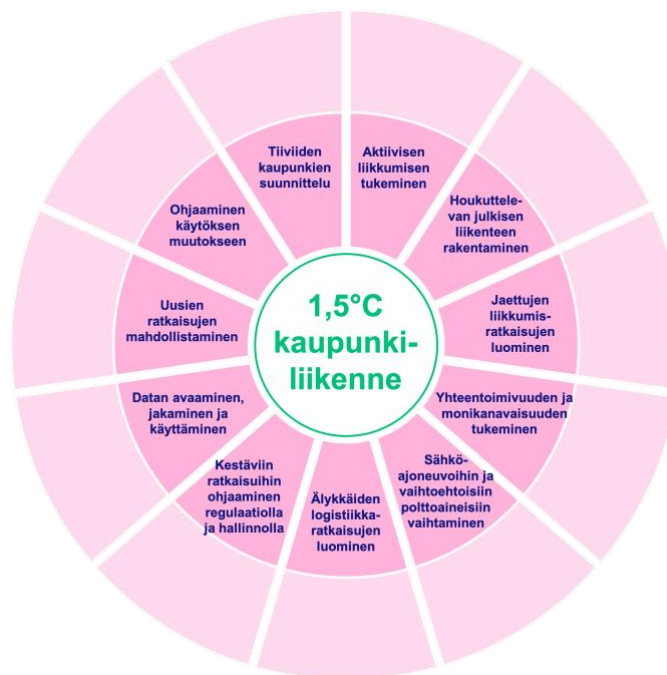 1,5°C
kaupunki-
liikenne
Aktiivisen
liikkumisen
tukeminen
Houkuttele-
van julkisen
liikenteen
rakentaminen
Jaettujen
liikkumis-
ratkaisujen
luominen
Yhteentoimivuuden ja
monikanavaisuuden
tukeminen
Sähkö-
ajoneuvoihin ja
vaihtoehtoisiin
polttoaineisiin
vaihtaminen
Älykkäiden
logistiikka-
ratkaisujen
luominen
Kestäviin
ratkaisuihin
ohjaaminen
regulaatiolla
ja hallinnolla
Datan avaaminen,
jakaminen ja
käyttäminen
Uusien
ratkaisujen
mahdollistaminen
Ohjaaminen
käytöksen
muutokseen
Tiiviiden
kaupunkien
suunnittelu